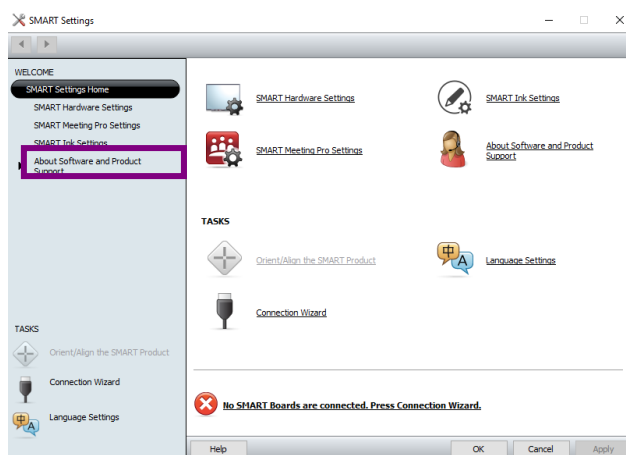 SMART Settings
WELCOME
SMART Settings Home
SMART Hardware Settings
SMART Meeting Pro Settings
SMART Ink Settings
About Software and Product
Support
TASKS
Orient/Align the SMART Product
Connection Wizard
Language Settings
SMART Hardware Settings
SMART Ink Settings
SMART Meeting Pro Settings
About Software and Product
Support
TASKS
Orient/Align the SMART Product
Language Settings
中
A
Connection Wizard
No SMART Boards are connected. Press Connection Wizard.
中
A
Help
OK
Cancel
Apply